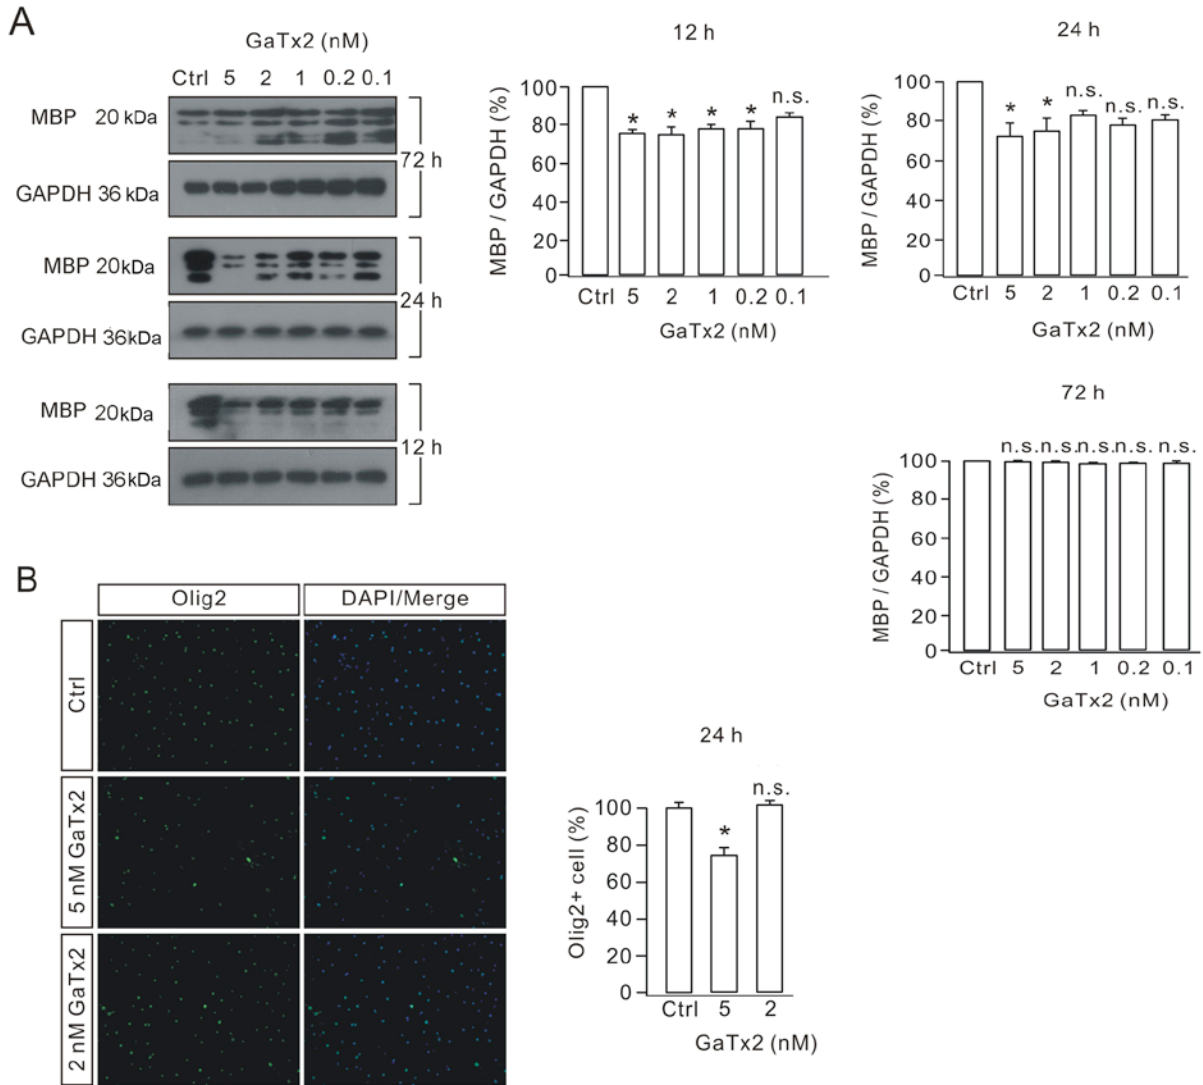 A
GaTx2 (nM)
Ctrl 5 2 1 0.2 0.1
MBP 20 kDa
72 h
GAPDH 36 kDa
MBP 20kDa
24 h
GAPDH 36kDa
MBP 20kDa
12 h
GAPDH 36kDa
12 h
MBP / GAPDH (%)
100
80
60
40
20
0
* * * * n.s.
Ctrl 5 2 1 0.2 0.1
GaTx2 (nM)
24 h
MBP / GAPDH (%)
100
80
60
40
20
0
* * n.s. n.s. n.s.
Ctrl 5 2 1 0.2 0.1
GaTx2 (nM)
72 h
MBP / GAPDH (%)
100
80
60
40
20
0
n.s. n.s. n.s. n.s. n.s.
Ctrl 5 2 1 0.2 0.1
GaTx2 (nM)
B
Olig2 DAPI/Merge
Ctrl
5 nM GaTx2
2 nM GaTx2
24 h
Olig2+ cell (%)
100
80
60
40
20
0
* n.s.
Ctrl 5 2
GaTx2 (nM)